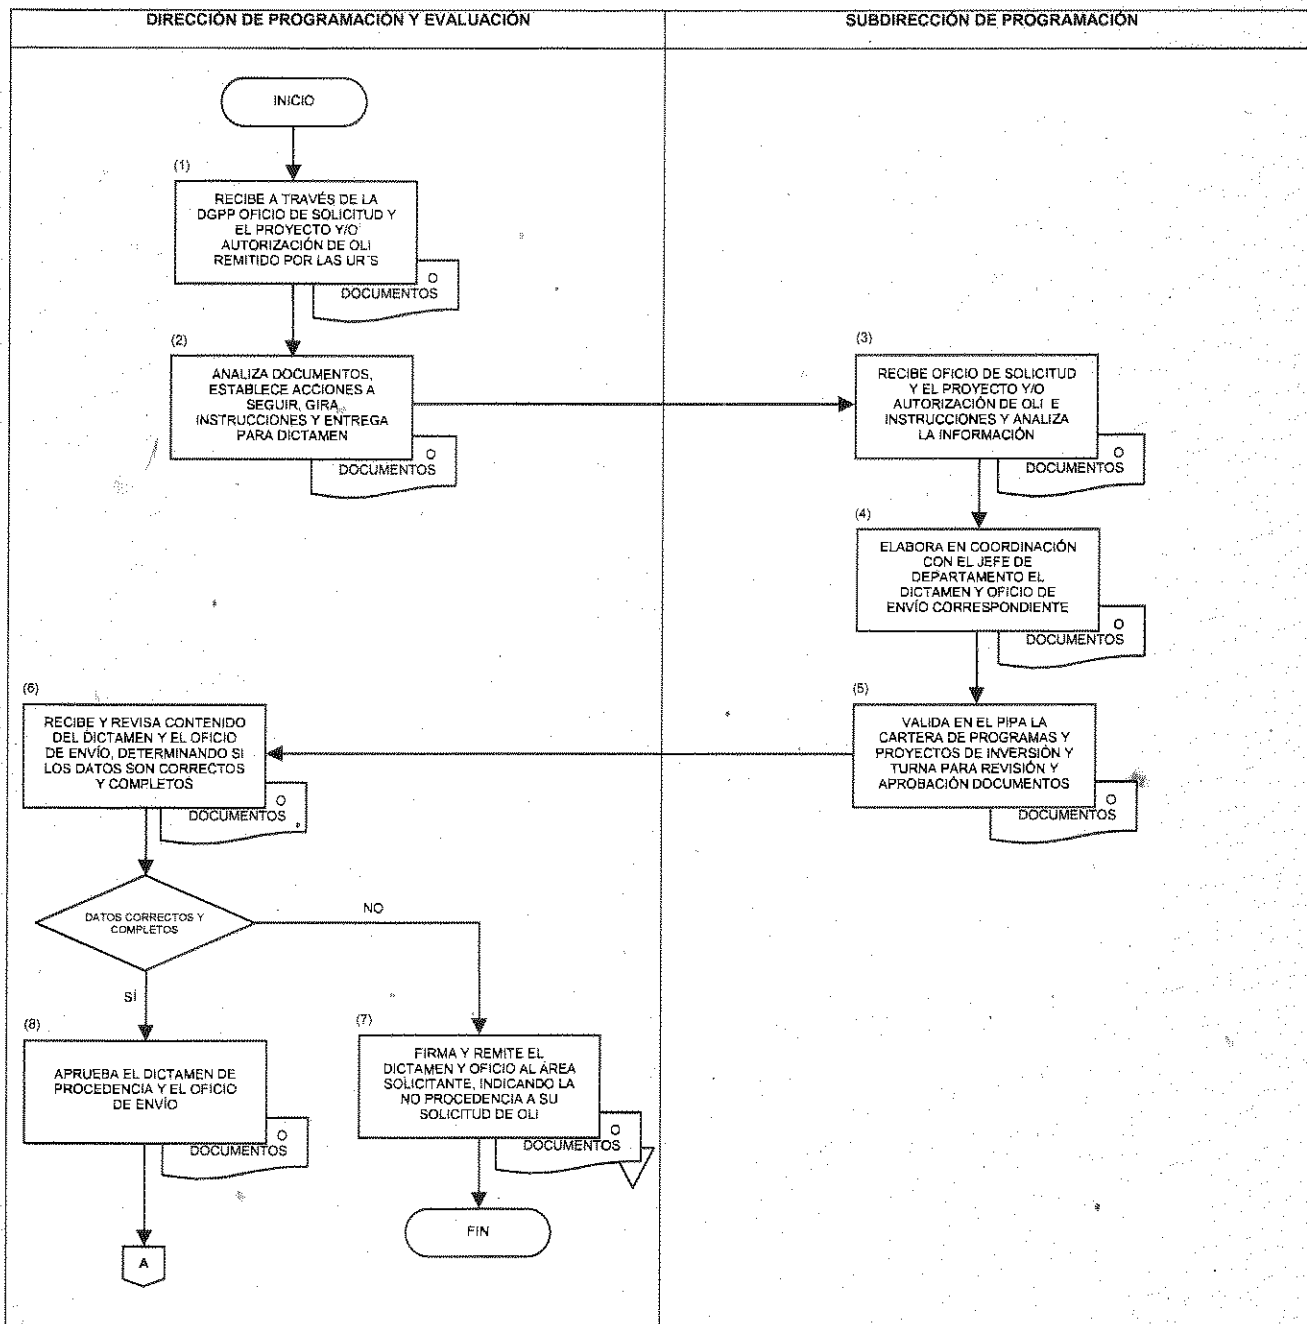 DIRECCIÓN DE PROGRAMACIÓN Y EVALUACIÓN
SUBDIRECCIÓN DE PROGRAMACIÓN
INICIO
(1)
RECIBE A TRAVÉS DE LA
DGPP OFICIO DE SOLICITUD Y
EL PROYECTO Y/O
AUTORIZACIÓN DE OLI
REMITIDO POR LAS UR´S
O
DOCUMENTOS
(2)
ANALIZA DOCUMENTOS,
ESTABLECE ACCIONES A
SEGUIR, GIRA
INSTRUCCIONES Y ENTREGA
PARA DICTAMEN
O
DOCUMENTOS
(3)
RECIBE OFICIO DE SOLICITUD
Y EL PROYECTO Y/O
AUTORIZACIÓN DE OLI E
INSTRUCCIONES Y ANALIZA
LA INFORMACIÓN
O
DOCUMENTOS
(4)
ELABORA EN COORDINACIÓN
CON EL JEFE DE
DEPARTAMENTO EL
DICTAMEN Y OFICIO DE
ENVÍO CORRESPONDIENTE
O
DOCUMENTOS
(5)
VALIDA EN EL PIPA LA
CARTERA DE PROGRAMAS Y
PROYECTOS DE INVERSIÓN Y
TURNA PARA REVISIÓN Y
APROBACIÓN DOCUMENTOS
O
DOCUMENTOS
(6)
RECIBE Y REVISA CONTENIDO
DEL DICTAMEN Y EL OFICIO
DE ENVÍO, DETERMINANDO SI
LOS DATOS SON CORRECTOS
Y COMPLETOS
O
DOCUMENTOS
DATOS CORRECTOS Y
COMPLETOS
NO
SÍ
(8)
APRUEBA EL DICTAMEN DE
PROCEDENCIA Y EL OFICIO
DE ENVÍO
O
DOCUMENTOS
(7)
FIRMA Y REMITE EL
DICTAMEN Y OFICIO AL ÁREA
SOLICITANTE, INDICANDO LA
NO PROCEDENCIA A SU
SOLICITUD DE OLI
O
DOCUMENTOS
FIN
A